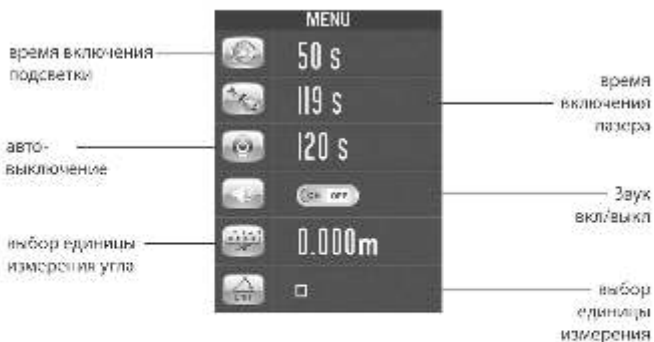 MENU
время включения
подсветки
50 s
119 s
время
включения
лазера
авто-
выключение
120 s
ON OFF
Звук
вкл/выкл
выбор единицы
измерения угла
0.000m
UNIT
выбор
единицы
измерения